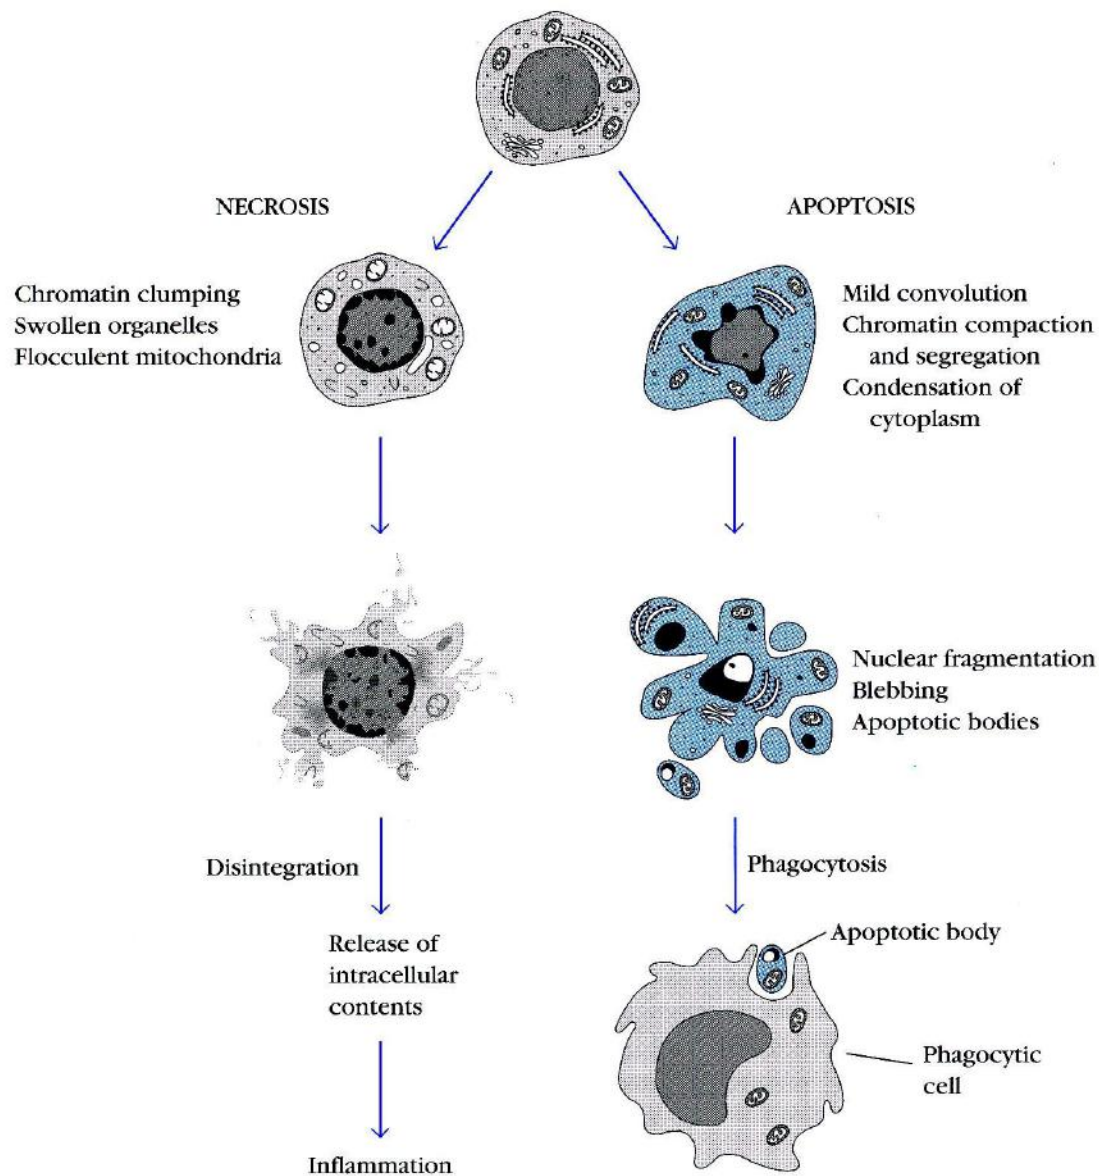 NECROSIS
APOPTOSIS
Chromatin clumping
Swollen organelles
Flocculent mitochondria
Mild convolution
Chromatin compaction
and segregation
Condensation of
cytoplasm
Nuclear fragmentation
Blebbing
Apoptotic bodies
Disintegration
Phagocytosis
Release of
intracellular
contents
Apoptotic body
Phagocytic
cell
Inflammation